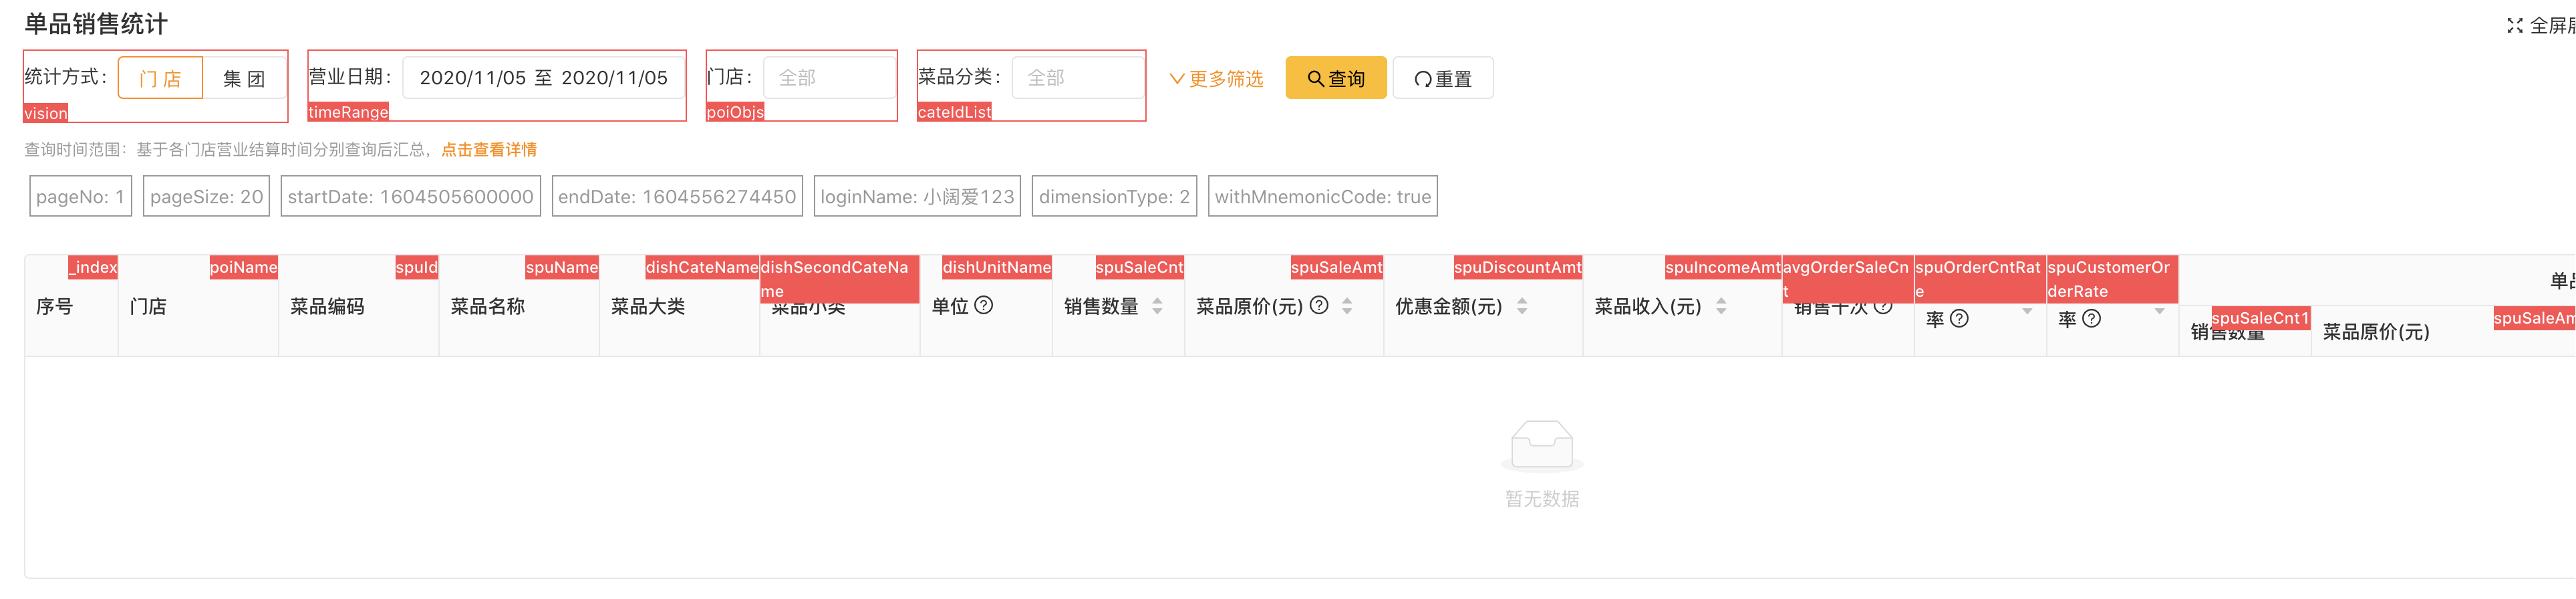 单品销售统计
全屏
统计方式： 门 店 集 团 营业日期： 2020/11/05 至 2020/11/05 门店： 全部 菜品分类： 全部 更多筛选 查询 重置
vision timeRange poiObjs cateIdList
查询时间范围：基于各门店营业结算时间分别查询后汇总，点击查看详情
pageNo: 1 pageSize: 20 startDate: 1604505600000 endDate: 1604556274450 loginName: 小阔爱123 dimensionType: 2 withMnemonicCode: true
_index poiName spuId spuName dishCateName dishSecondCateNa dishUnitName spuSaleCnt spuSaleAmt spuDiscountAmt spuIncomeAmt avgOrderSaleCn spuOrderCntRat spuCustomerOr
me t e derRate 单品
序号 门店 菜品编码 菜品名称 菜品大类 菜品小类 单位 销售数量 菜品原价(元) 优惠金额(元) 菜品收入(元) 销售千次 率 率
spuSaleCnt1 spuSaleAm
销售数量 菜品原价(元)
暂无数据